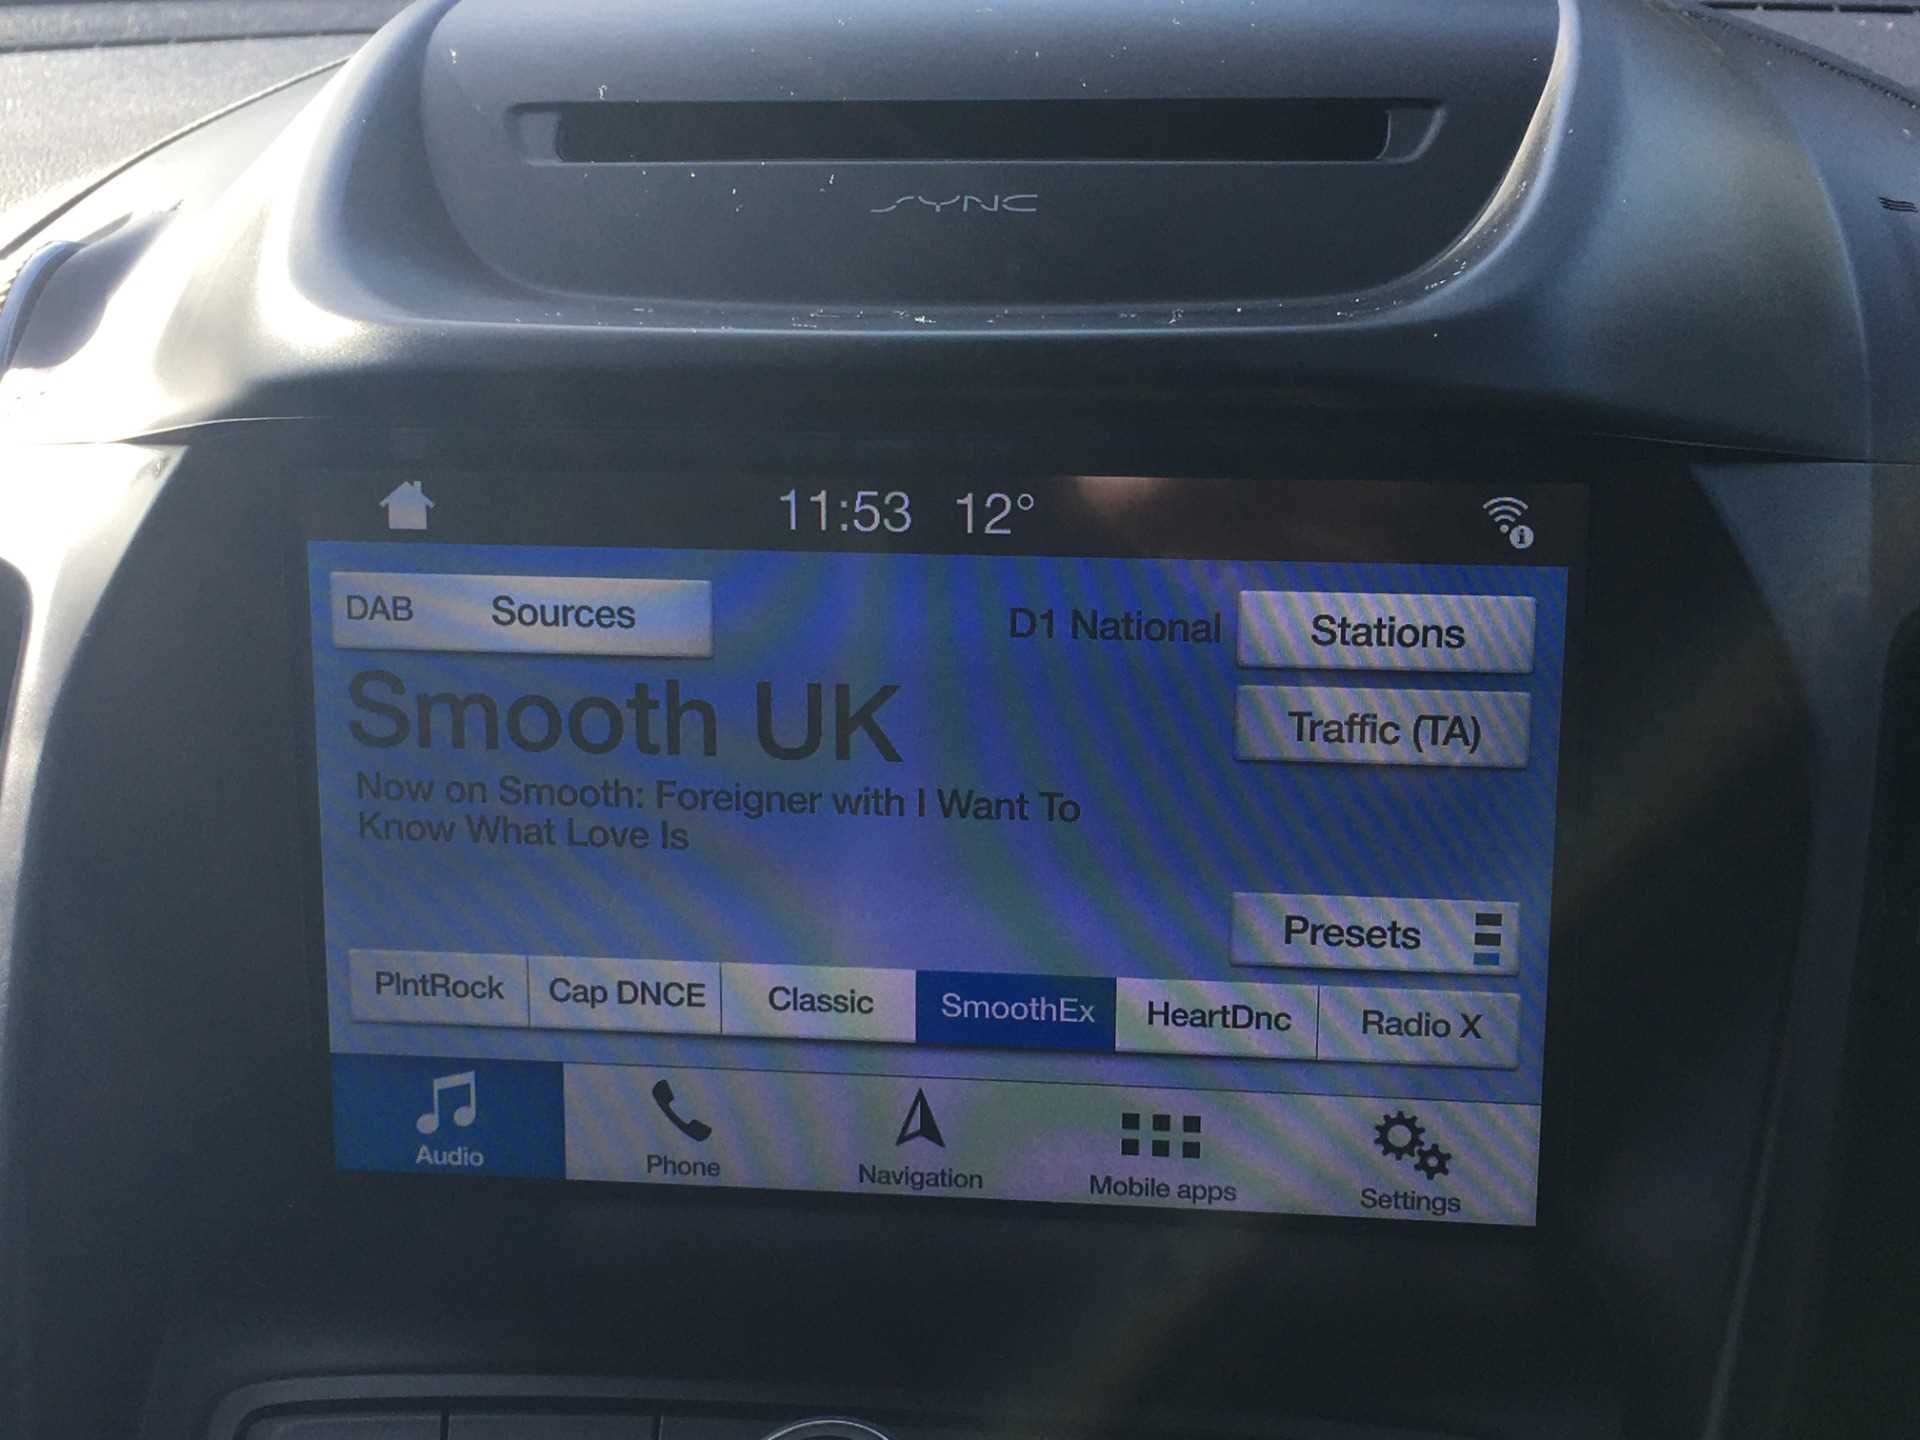 SYNC
11:53 12°
DAB Sources
D1 National Stations
Smooth UK
Traffic (TA)
Now on Smooth: Foreigner with I Want To
Know What Love Is
Presets
PlntRock Cap DNCE Classic SmoothEx HeartDnc Radio X
Audio Phone Navigation Mobile apps Settings